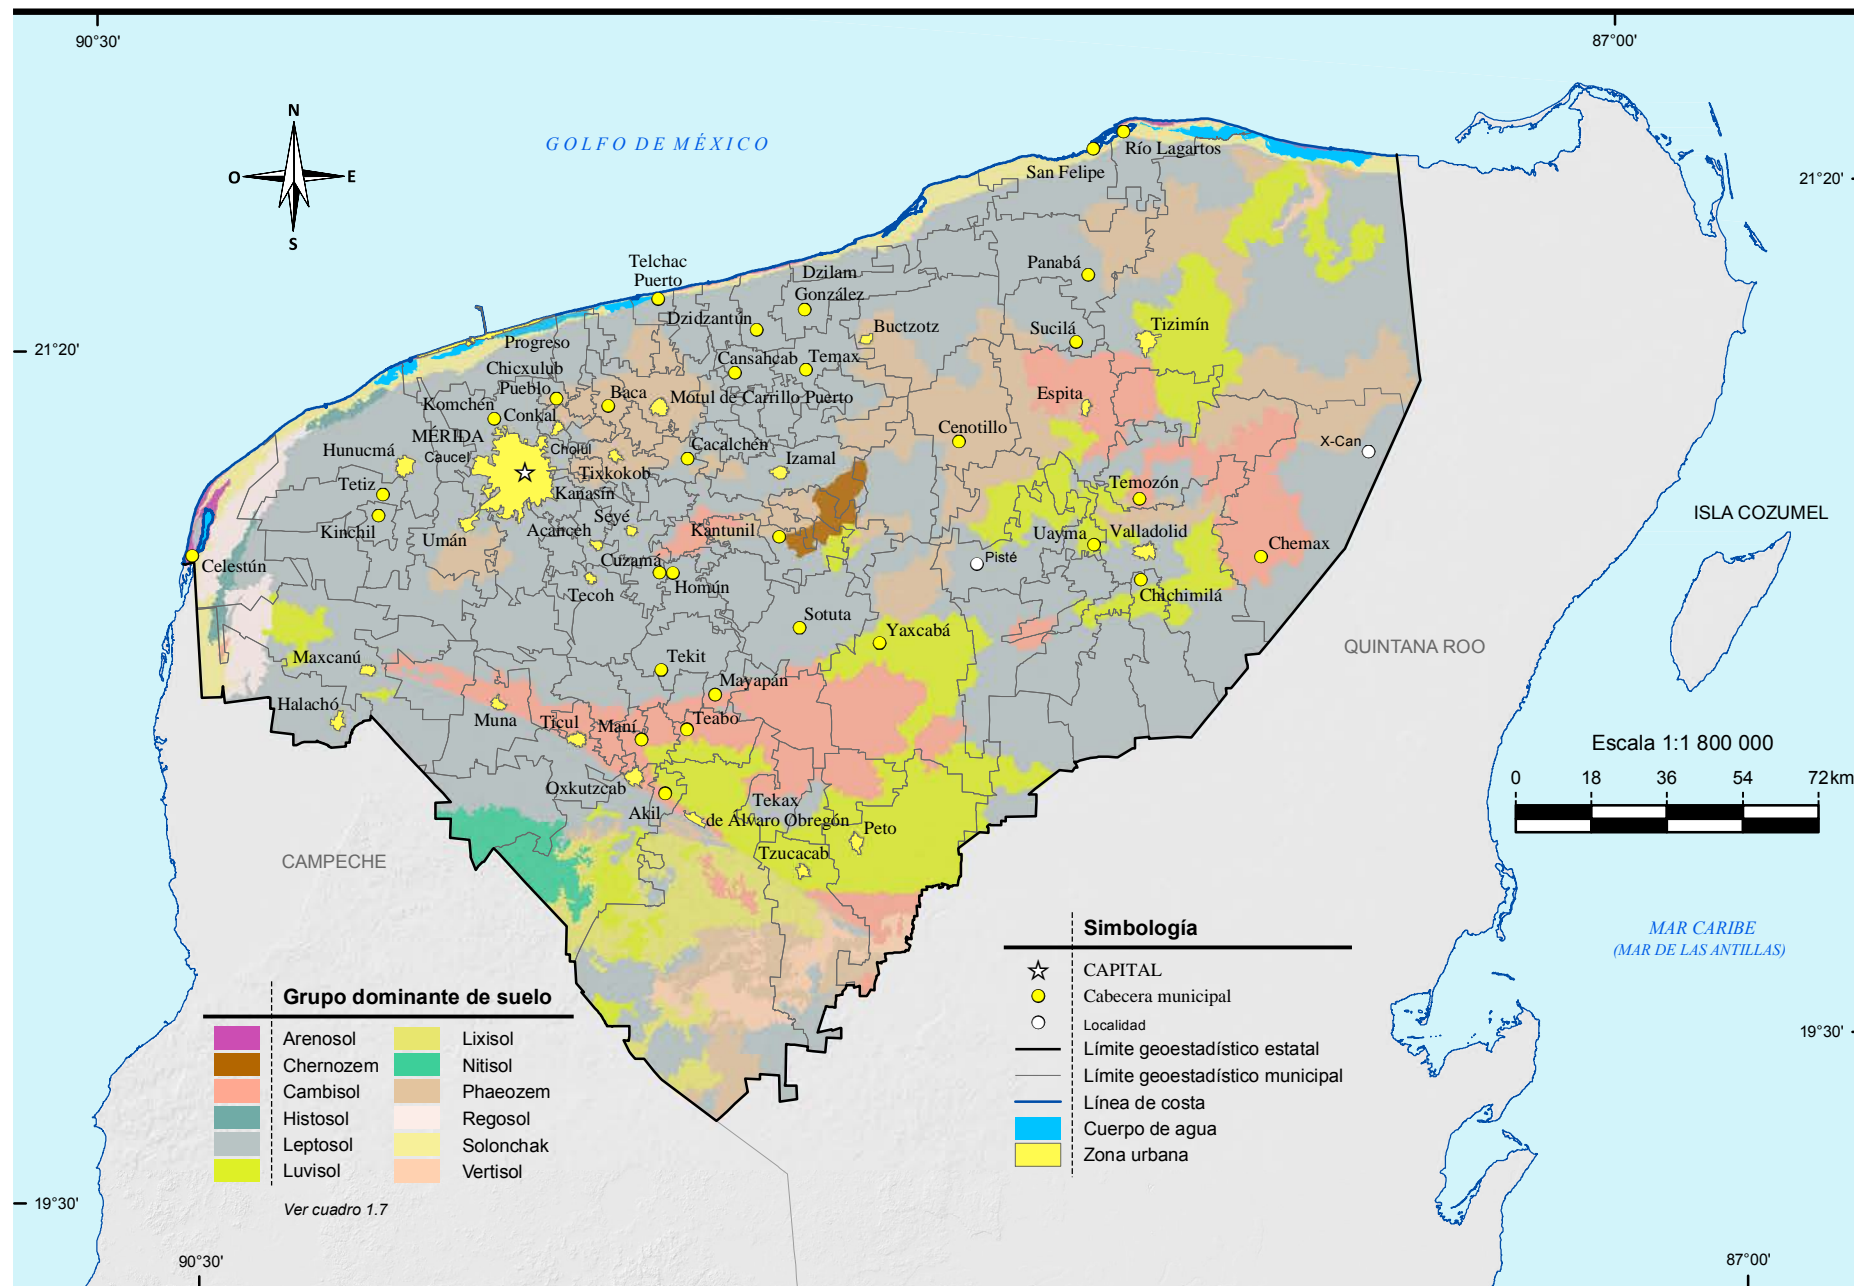 90°30'
87°00'
N
O
E
S
GOLFO DE MÉXICO
Río Lagartos
San Felipe
21°20'
Telchac
Puerto
Dzilam
González
Panabá
Dzidzantún
Buctzotz
Sucilá
Tizimín
21°20'
Progreso
Cansahcab
Temax
Chicxulub
Pueblo
Baca
Motul de Carrillo Puerto
Espita
Komchén
Conkal
Cenotillo
MÉRIDA
Cholul
Cacalchén
X-Can
Hunucmá
Caucel
Izamal
Tixkokob
Tetiz
Kanasín
Temozón
Kinchil
Umán
Acanceh
Seyé
Kantunil
Uayma
Valladolid
ISLA COZUMEL
Celestún
Cuzamá
Pisté
Chemax
Tecoh
Homún
Chichimilá
Sotuta
Yaxcabá
QUINTANA ROO
Maxcanú
Tekit
Mayapán
Halachó
Muna
Ticul
Maní
Teabo
Escala 1:1 800 000
0
18
36
54
72 km
Oxkutzcab
Akil
Tekax
de Álvaro Obregón
Peto
Tzucacab
CAMPECHE
MAR CARIBE
(MAR DE LAS ANTILLAS)
Simbología
CAPITAL
Cabecera municipal
Localidad
Límite geoestadístico estatal
Límite geoestadístico municipal
Línea de costa
Cuerpo de agua
Zona urbana
Grupo dominante de suelo
Arenosol
Chernozem
Cambisol
Histosol
Leptosol
Luvisol
Lixisol
Nitisol
Phaeozem
Regosol
Solonchak
Vertisol
Ver cuadro 1.7
19°30'
19°30'
90°30'
87°00'